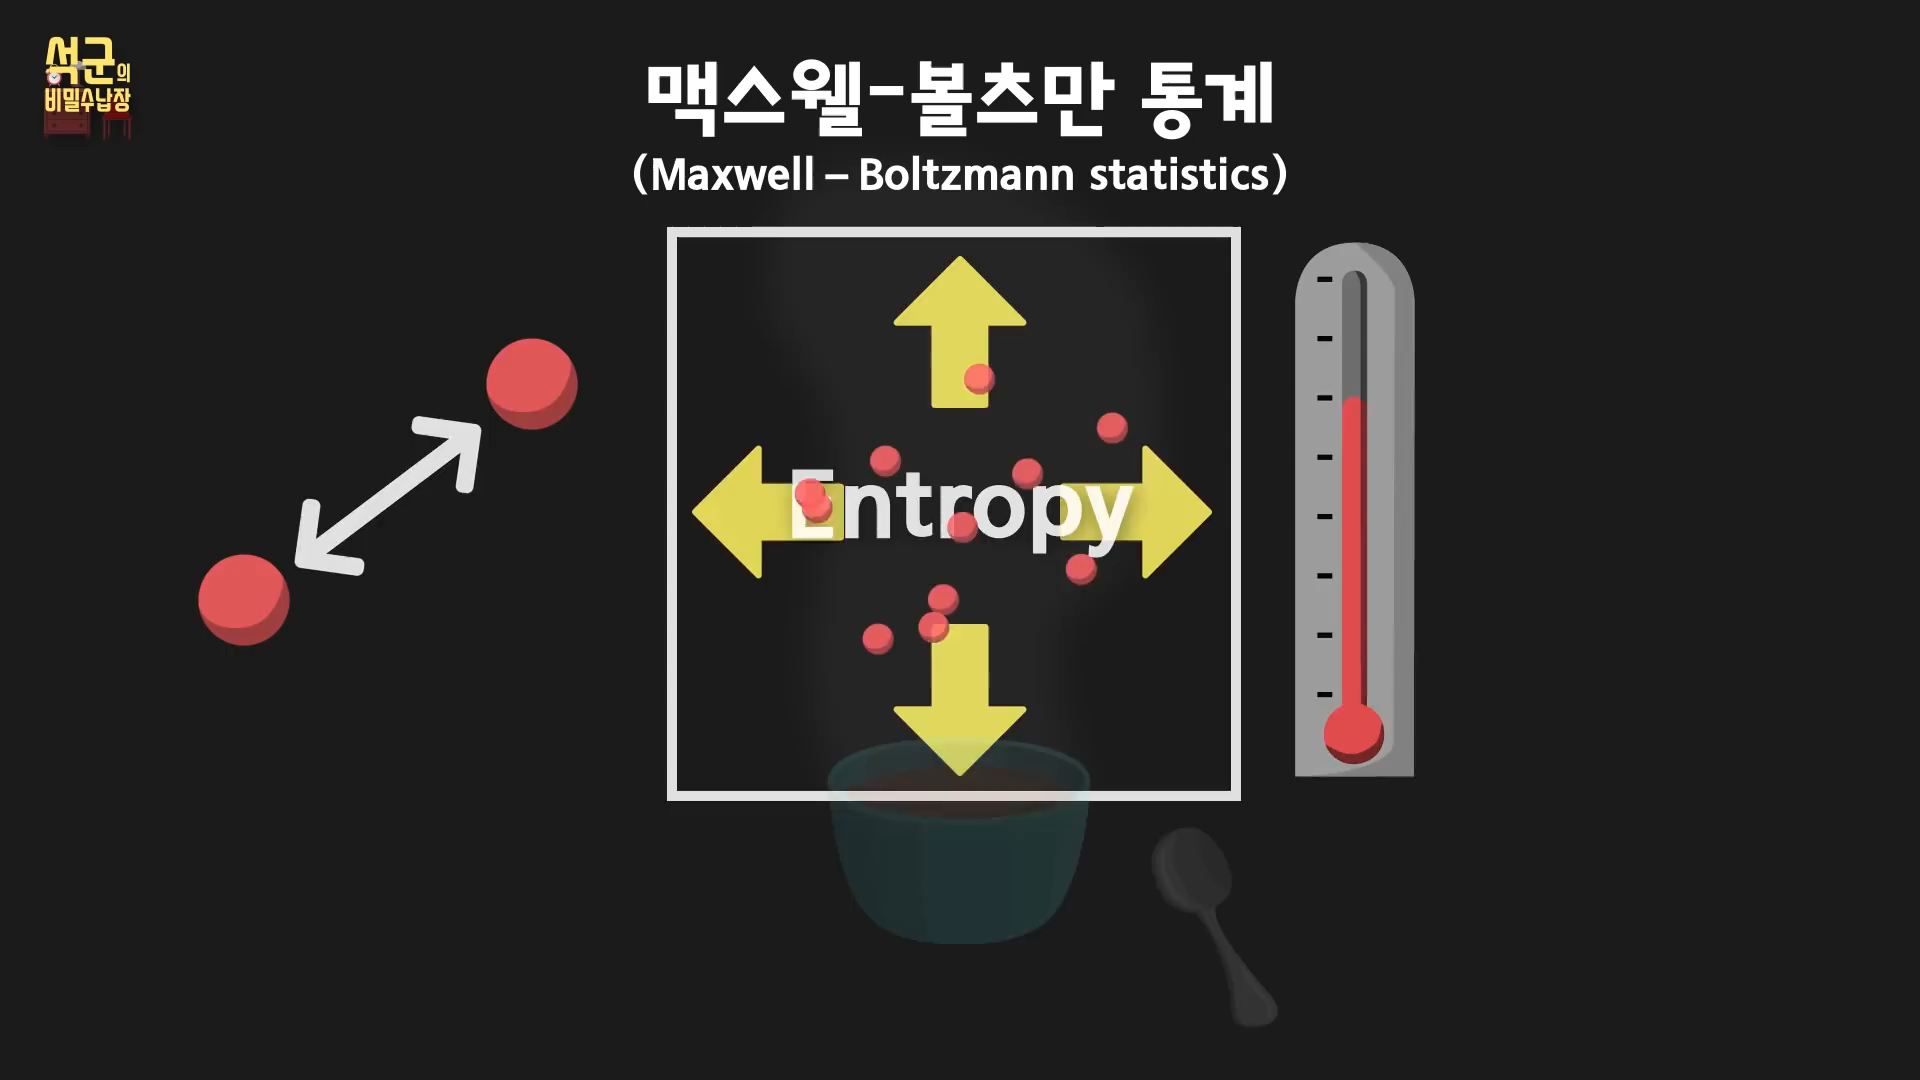 석군의
비밀수납장
맥스웰-볼츠만 통계
(Maxwell – Boltzmann statistics)
Entropy